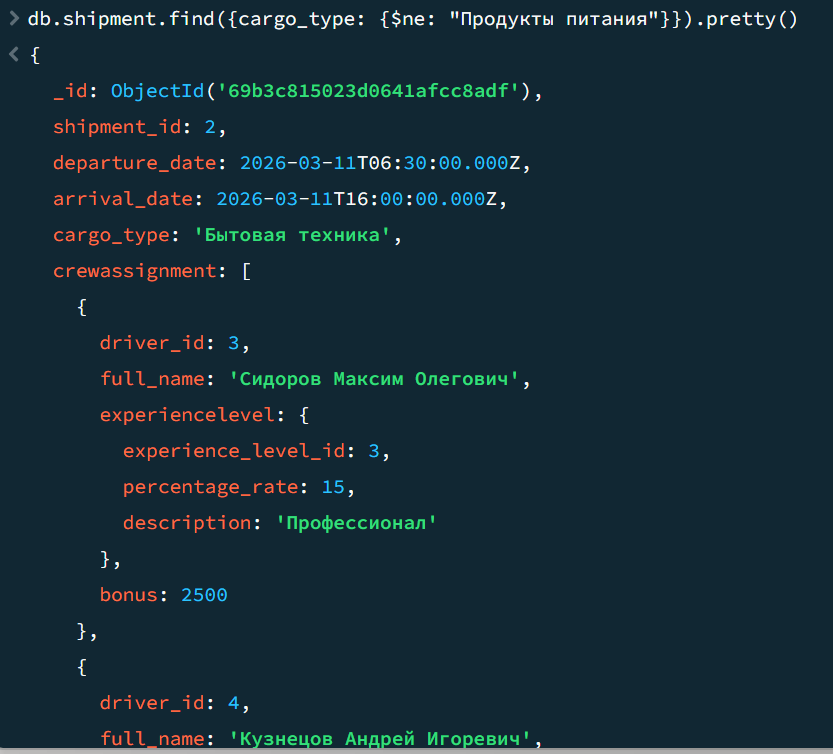 > db.shipment.find({cargo_type: {$ne: "Продукты питания"}}).pretty()
< {
_id: ObjectId('69b3c815023d0641afcc8adf'),
shipment_id: 2,
departure_date: 2026-03-11T06:30:00.000Z,
arrival_date: 2026-03-11T16:00:00.000Z,
cargo_type: 'Бытовая техника',
crewassignment: [
{
driver_id: 3,
full_name: 'Сидоров Максим Олегович',
experiencelevel: {
experience_level_id: 3,
percentage_rate: 15,
description: 'Профессионал'
},
bonus: 2500
},
{
driver_id: 4,
full_name: 'Кузнецов Андрей Игоревич',